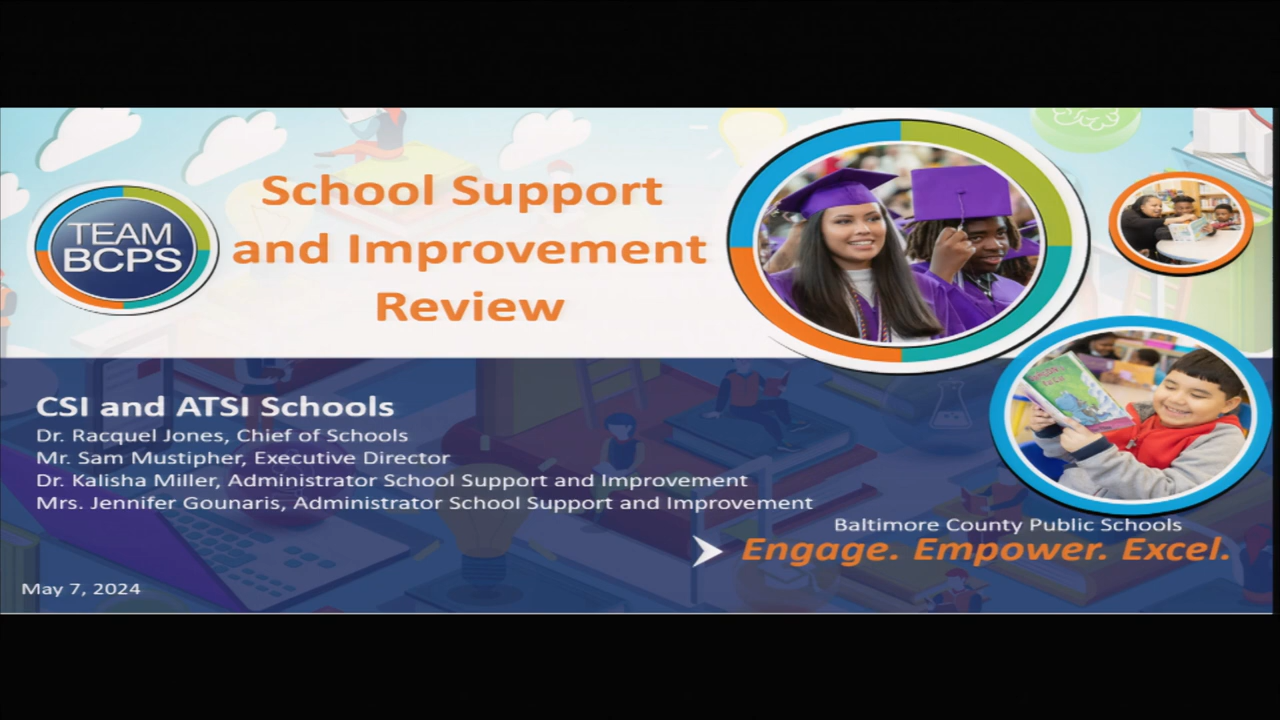 TEAM
BCPS
School Support
and Improvement
Review
CSI and ATSI Schools
Dr. Racquel Jones, Chief of Schools
Mr. Sam Mustipher, Executive Director
Dr. Kalisha Miller, Administrator School Support and Improvement
Mrs. Jennifer Gounaris, Administrator School Support and Improvement
Baltimore County Public Schools
Engage. Empower. Excel.
May 7, 2024